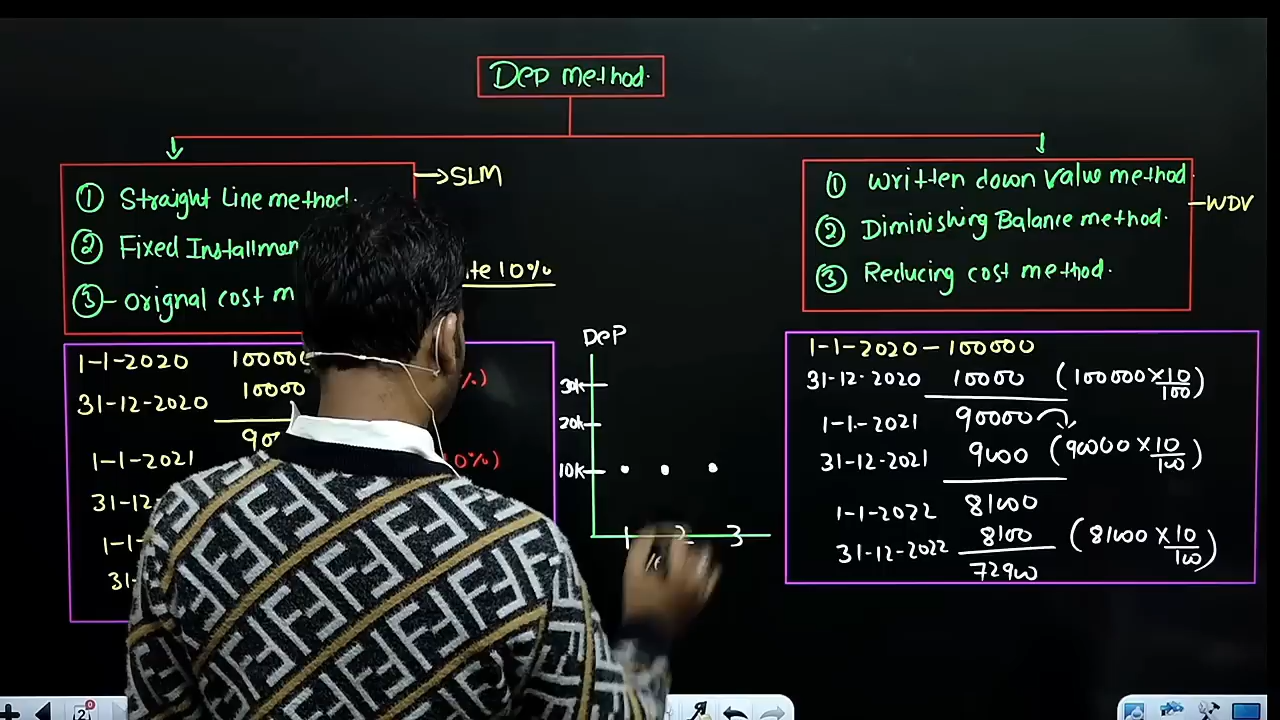 Dep method.
① Straight Line method.
② Fixed
③- orignal cost
→SLM
10%
① Written down Value method
② Diminishing Balance method.
③ Reducing cost method.
WDV
1-1-2020 100000
31-12-2020 10000
1-1-2021
%)
0%)
Dep
30k
20k
10k
1 2 3
1-1-2020 - 100000
31-12-2020 10000 (100000×10/100)
1-1-2021 90000
31-12-2021 9000 (90000×10/100)
1-1-2022 81000
31-12-2022 8100 (81000×10/100)
72900